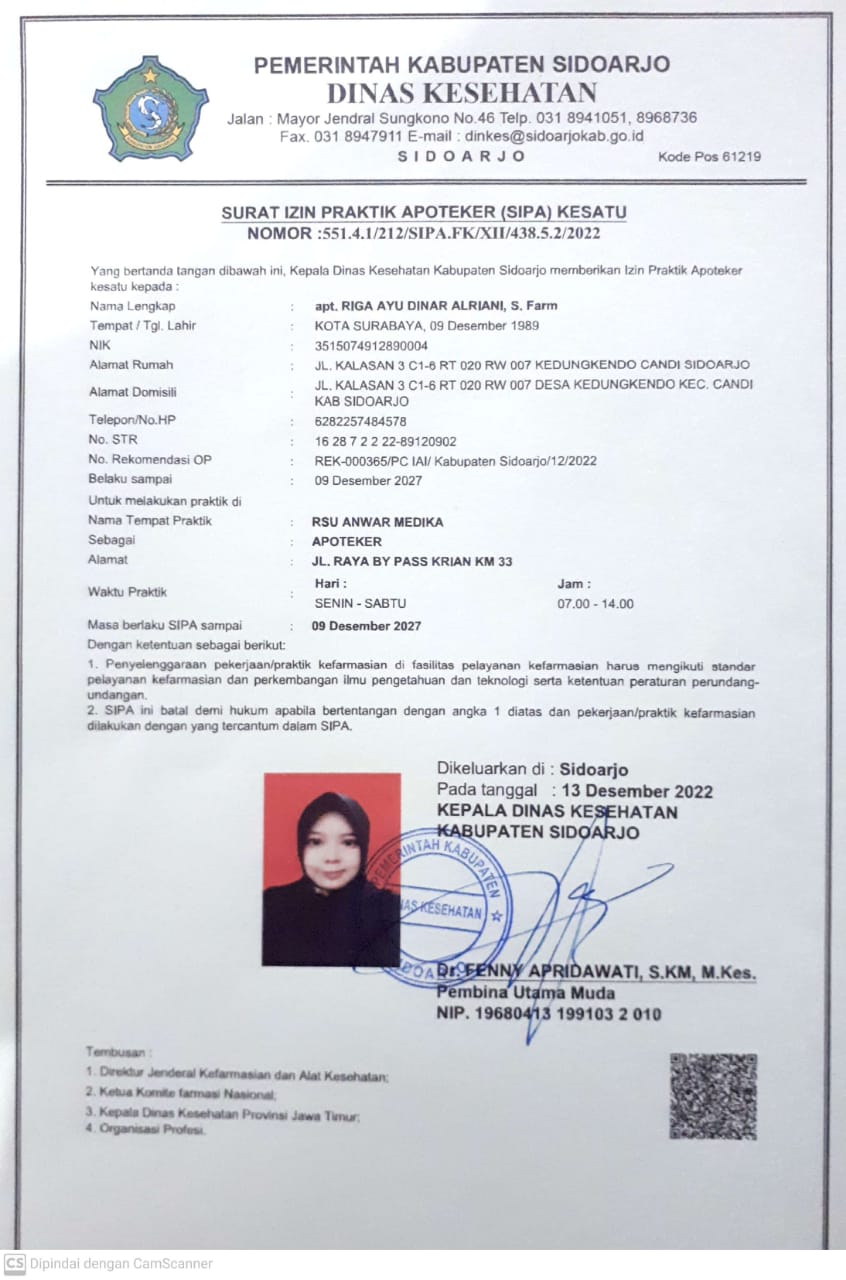 PEMERINTAH KABUPATEN SIDOARJO
DINAS KESEHATAN
Jalan : Mayor Jendral Sungkono No.46 Telp. 031 8941051, 8968736
Fax. 031 8947911 E-mail : dinkes@sidoarjokab.go.id
S I D O A R J O Kode Pos 61219
SURAT IZIN PRAKTIK APOTEKER (SIPA) KESATU
NOMOR :551.4.1/212/SIPA.FK/XII/438.5.2/2022
Yang bertanda tangan dibawah ini, Kepala Dinas Kesehatan Kabupaten Sidoarjo memberikan Izin Praktik Apoteker
kesatu kepada :
Nama Lengkap : apt. RIGA AYU DINAR ALRIANI, S. Farm
Tempat / Tgl. Lahir : KOTA SURABAYA, 09 Desember 1989
NIK : 3515074912890004
Alamat Rumah : JL. KALASAN 3 C1-6 RT 020 RW 007 KEDUNGKENDO CANDI SIDOARJO
Alamat Domisili : JL. KALASAN 3 C1-6 RT 020 RW 007 DESA KEDUNGKENDO KEC. CANDI
KAB SIDOARJO
Telepon/No.HP : 6282257484578
No. STR : 16 28 7 2 2 22-89120902
No. Rekomendasi OP : REK-000365/PC IAI/ Kabupaten Sidoarjo/12/2022
Belaku sampai : 09 Desember 2027
Untuk melakukan praktik di
Nama Tempat Praktik : RSU ANWAR MEDIKA
Sebagai : APOTEKER
Alamat : JL. RAYA BY PASS KRIAN KM 33
Hari : Jam :
Waktu Praktik : SENIN - SABTU 07.00 - 14.00
Masa berlaku SIPA sampai : 09 Desember 2027
Dengan ketentuan sebagai berikut:
1. Penyelenggaraan pekerjaan/praktik kefarmasian di fasilitas pelayanan kefarmasian harus mengikuti standar
pelayanan kefarmasian dan perkembangan ilmu pengetahuan dan teknologi serta ketentuan peraturan perundang-
undangan.
2. SIPA ini batal demi hukum apabila bertentangan dengan angka 1 diatas dan pekerjaan/praktik kefarmasian
dilakukan dengan yang tercantum dalam SIPA.
Dikeluarkan di : Sidoarjo
Pada tanggal : 13 Desember 2022
KEPALA DINAS KESEHATAN
KABUPATEN SIDOARJO
PEMERINTAH KABUPATEN
NAS KESEHATAN
SIDOARJO
Dr. FENNY APRIDAWATI, S.KM, M.Kes.
Pembina Utama Muda
NIP. 19680413 199103 2 010
Tembusan :
1. Direktur Jenderal Kefarmasian dan Alat Kesehatan;
2. Ketua Komite farmasi Nasional;
3. Kepala Dinas Kesehatan Provinsi Jawa Timur;
4. Organisasi Profesi.
CS Dipindai dengan CamScanner